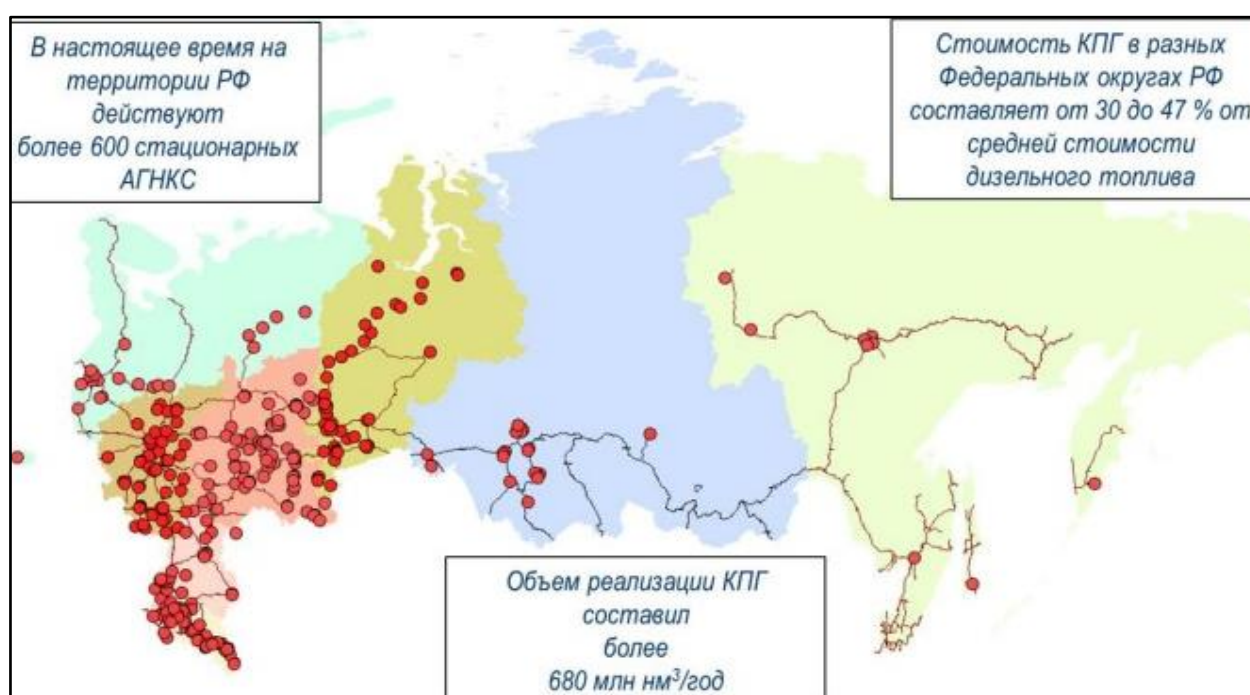 В настоящее время на
территории РФ
действуют
более 600 стационарных
АГНКС
Стоимость КПГ в разных
Федеральных округах РФ
составляет от 30 до 47 % от
средней стоимости
дизельного топлива
Объем реализации КПГ
составил
более
680 млн нм³/год